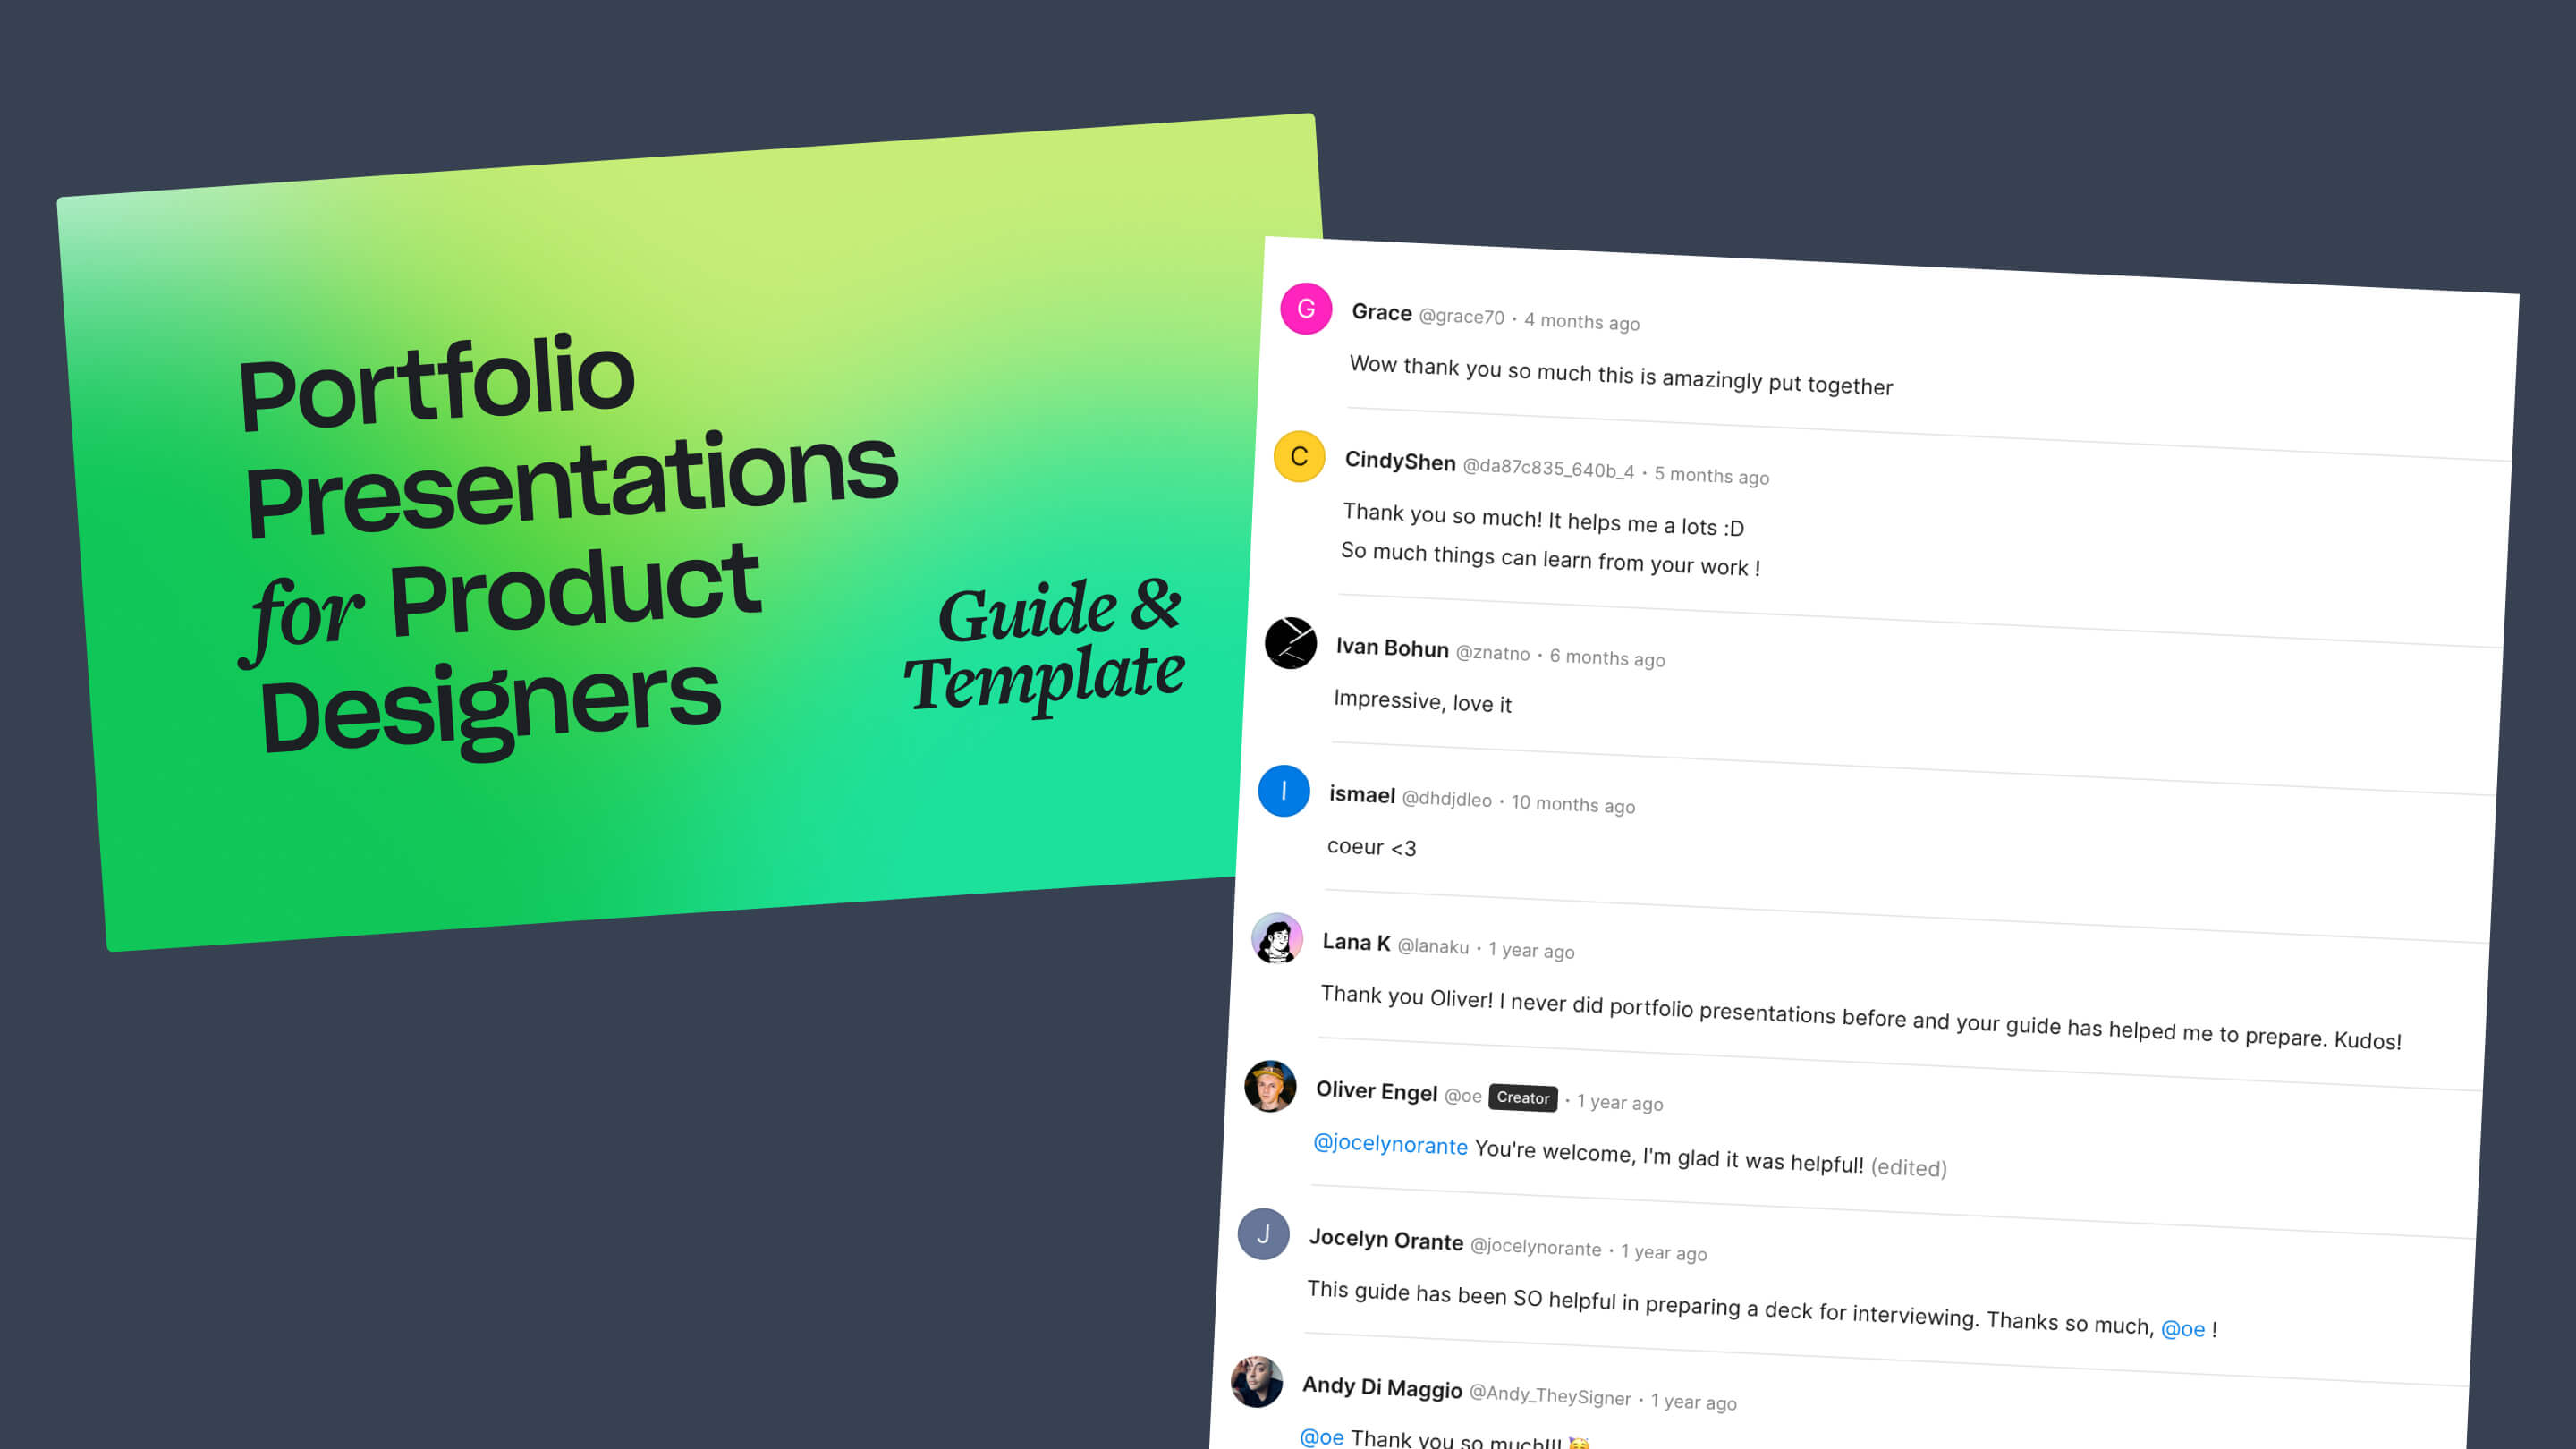 Portfolio
Presentations
for Product
Designers
Guide &
Template
G
Grace @grace70 · 4 months ago
Wow thank you so much this is amazingly put together
C
CindyShen @da87c835_640b_4 · 5 months ago
Thank you so much! It helps me a lots :D
So much things can learn from your work !
Ivan Bohun @znatno · 6 months ago
Impressive, love it
I
ismael @dhdjdleo · 10 months ago
coeur <3
Lana K @lanaku · 1 year ago
Thank you Oliver! I never did portfolio presentations before and your guide has helped me to prepare. Kudos!
Oliver Engel @oe Creator · 1 year ago
@jocelynorante You're welcome, I'm glad it was helpful! (edited)
J
Jocelyn Orante @jocelynorante · 1 year ago
This guide has been SO helpful in preparing a deck for interviewing. Thanks so much, @oe !
Andy Di Maggio @Andy_TheySigner · 1 year ago
@oe Thank you so much!!! 🥳